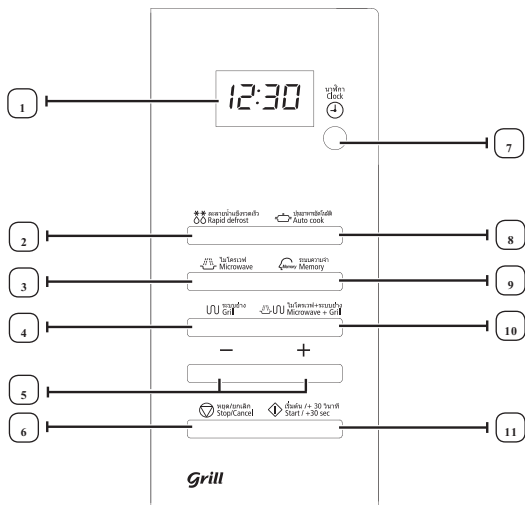 12:30
นาฬิกา
Clock
1
7
ละลายน้ำแข็งรวดเร็ว
Rapid defrost
ปรุงอาหารอัตโนมัติ
Auto cook
2
8
ไมโครเวฟ
Microwave
Memory
ระบบความจำ
Memory
3
9
ระบบย่าง
Grill
ไมโครเวฟ+ระบบย่าง
Microwave + Grill
4
10
− +
5
หยุด/ยกเลิก
Stop/Cancel
เริ่มต้น /+ 30 วินาที
Start / +30 sec
6
11
Grill